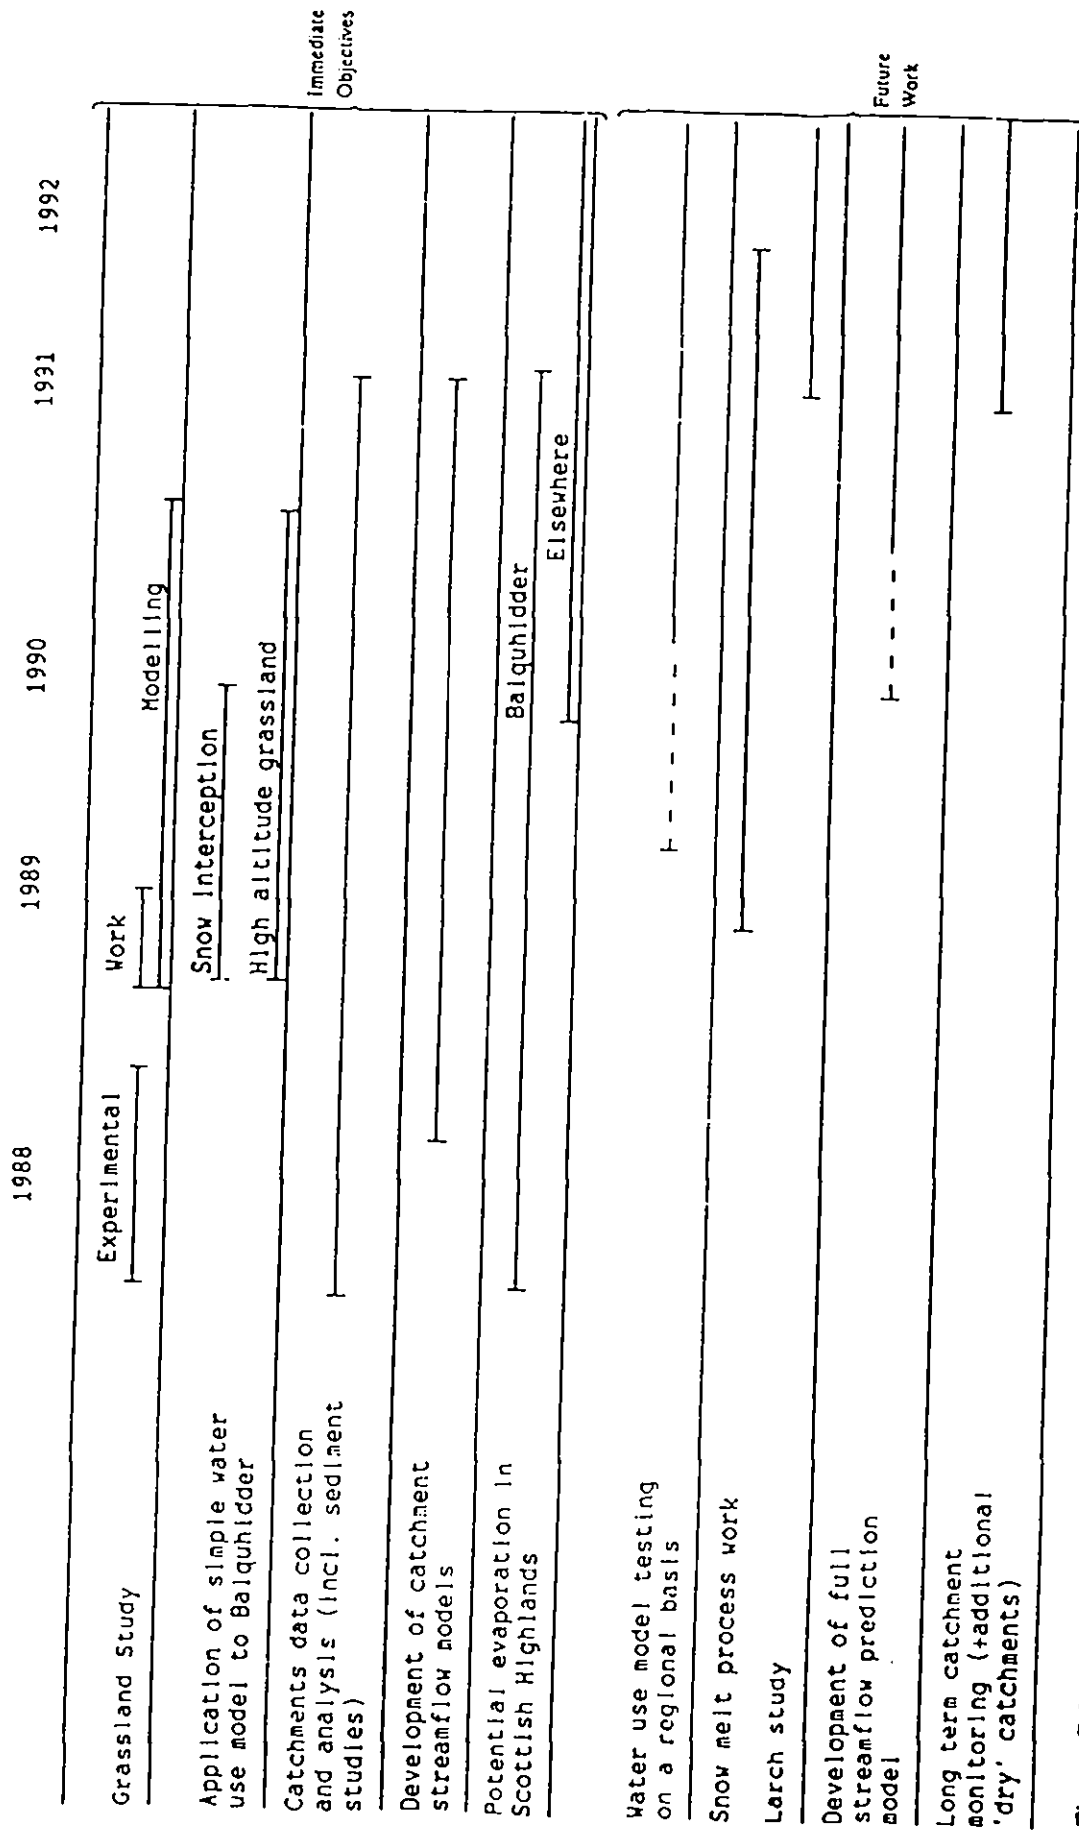 1988 1989 1990 1991 1992
Grassland Study
Experimental Work
Modelling
Application of simple water
use model to Balquhidder
Snow Interception
High altitude grassland
Catchments data collection
and analysis (incl. sediment
studies)
Development of catchment
streamflow models
Potential evaporation in
Scottish Highlands
Balquhidder
Elsewhere
Immediate
Objectives
Water use model testing
on a regional basis
Snow melt process work
Larch study
Development of full
streamflow prediction
model
Long term catchment
monitoring (+additional
'dry' catchments)
Future
Work